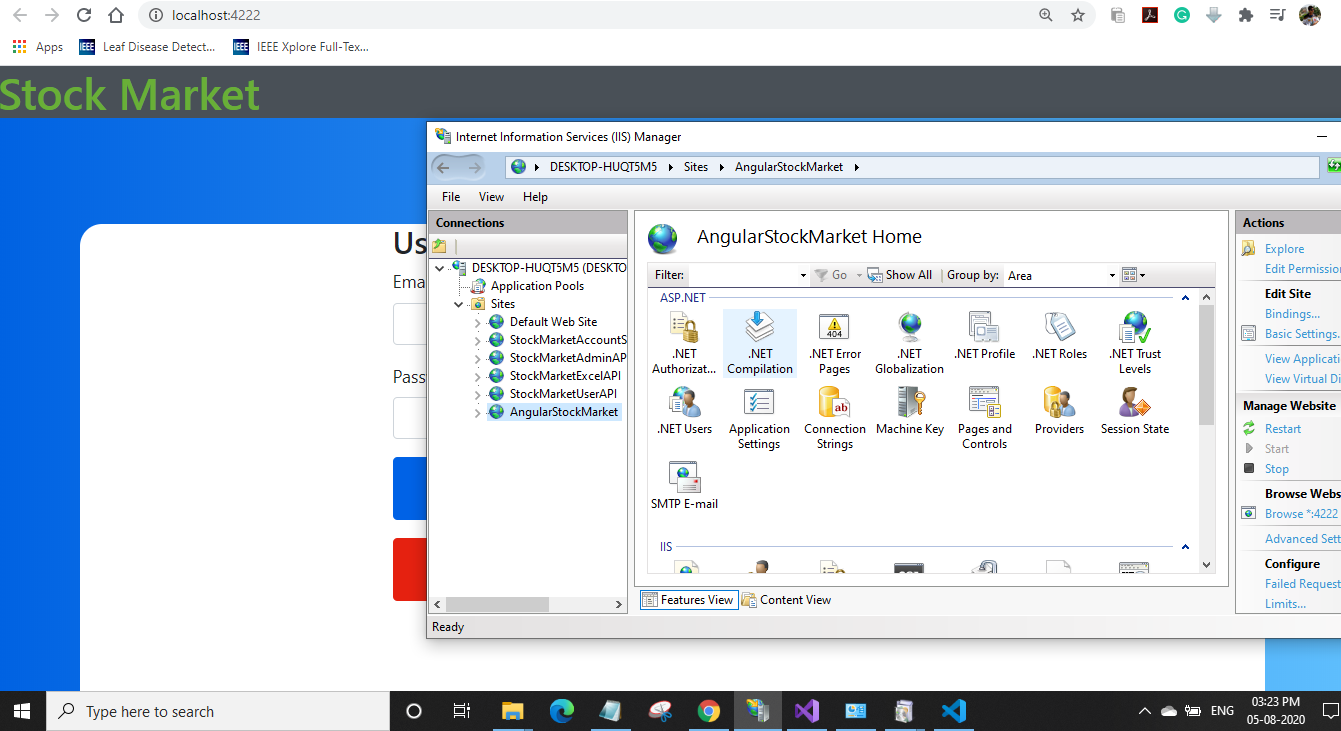 localhost:4222
Apps
Leaf Disease Detect...
IEEE Xplore Full-Tex...
Stock Market
Internet Information Services (IIS) Manager
DESKTOP-HUQT5M5
Sites
AngularStockMarket
File
View
Help
Connections
DESKTOP-HUQT5M5 (DESKTO
Application Pools
Sites
Default Web Site
StockMarketAccountS
StockMarketAdminAP
StockMarketExcelAPI
StockMarketUserAPI
AngularStockMarket
AngularStockMarket Home
Filter:
Go
Show All
Group by:
Area
ASP.NET
.NET
Authorizat...
.NET
Compilation
.NET Error
Pages
.NET
Globalization
.NET Profile
.NET Roles
.NET Trust
Levels
.NET Users
Application
Settings
Connection
Strings
Machine Key
Pages and
Controls
Providers
Session State
SMTP E-mail
IIS
Features View
Content View
Ready
Actions
Explore
Edit Permissio
Edit Site
Bindings...
Basic Settings.
View Applicati
View Virtual Di
Manage Website
Restart
Start
Stop
Browse Webs
Browse *:4222
Advanced Sett
Configure
Failed Request
Limits...
Us
Emai
Pass
Type here to search
ENG
03:23 PM
05-08-2020